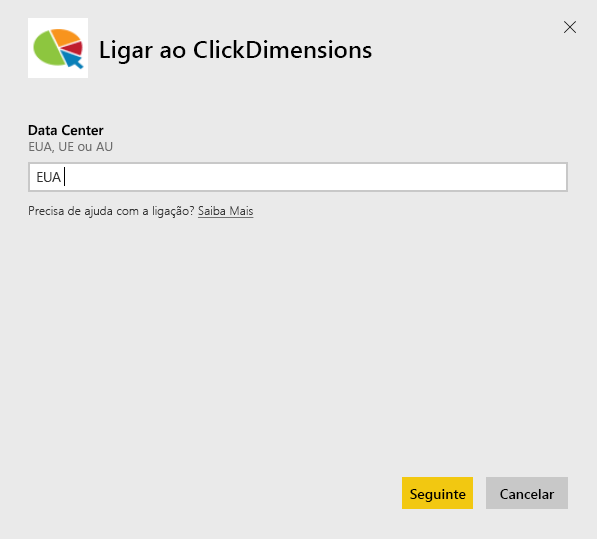 Ligar ao ClickDimensions
Data Center
EUA, UE ou AU
EUA
Precisa de ajuda com a ligação? Saiba Mais
Seguinte
Cancelar